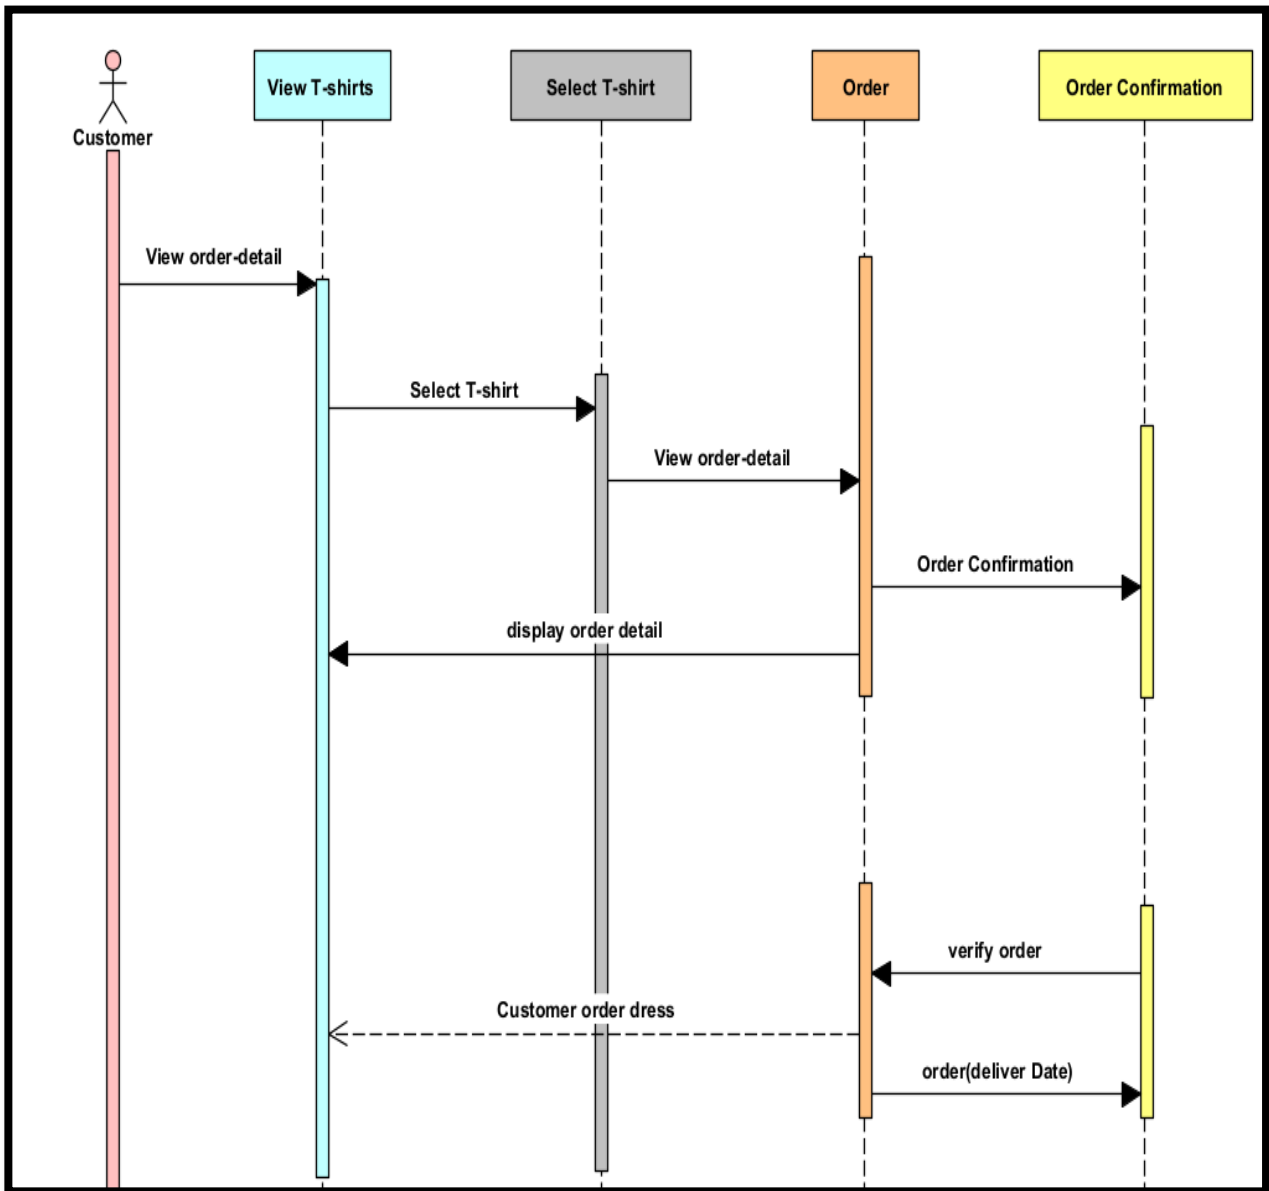 Customer
View T-shirts
Select T-shirt
Order
Order Confirmation
View order-detail
Select T-shirt
View order-detail
Order Confirmation
display order detail
verify order
Customer order dress
order(deliver Date)